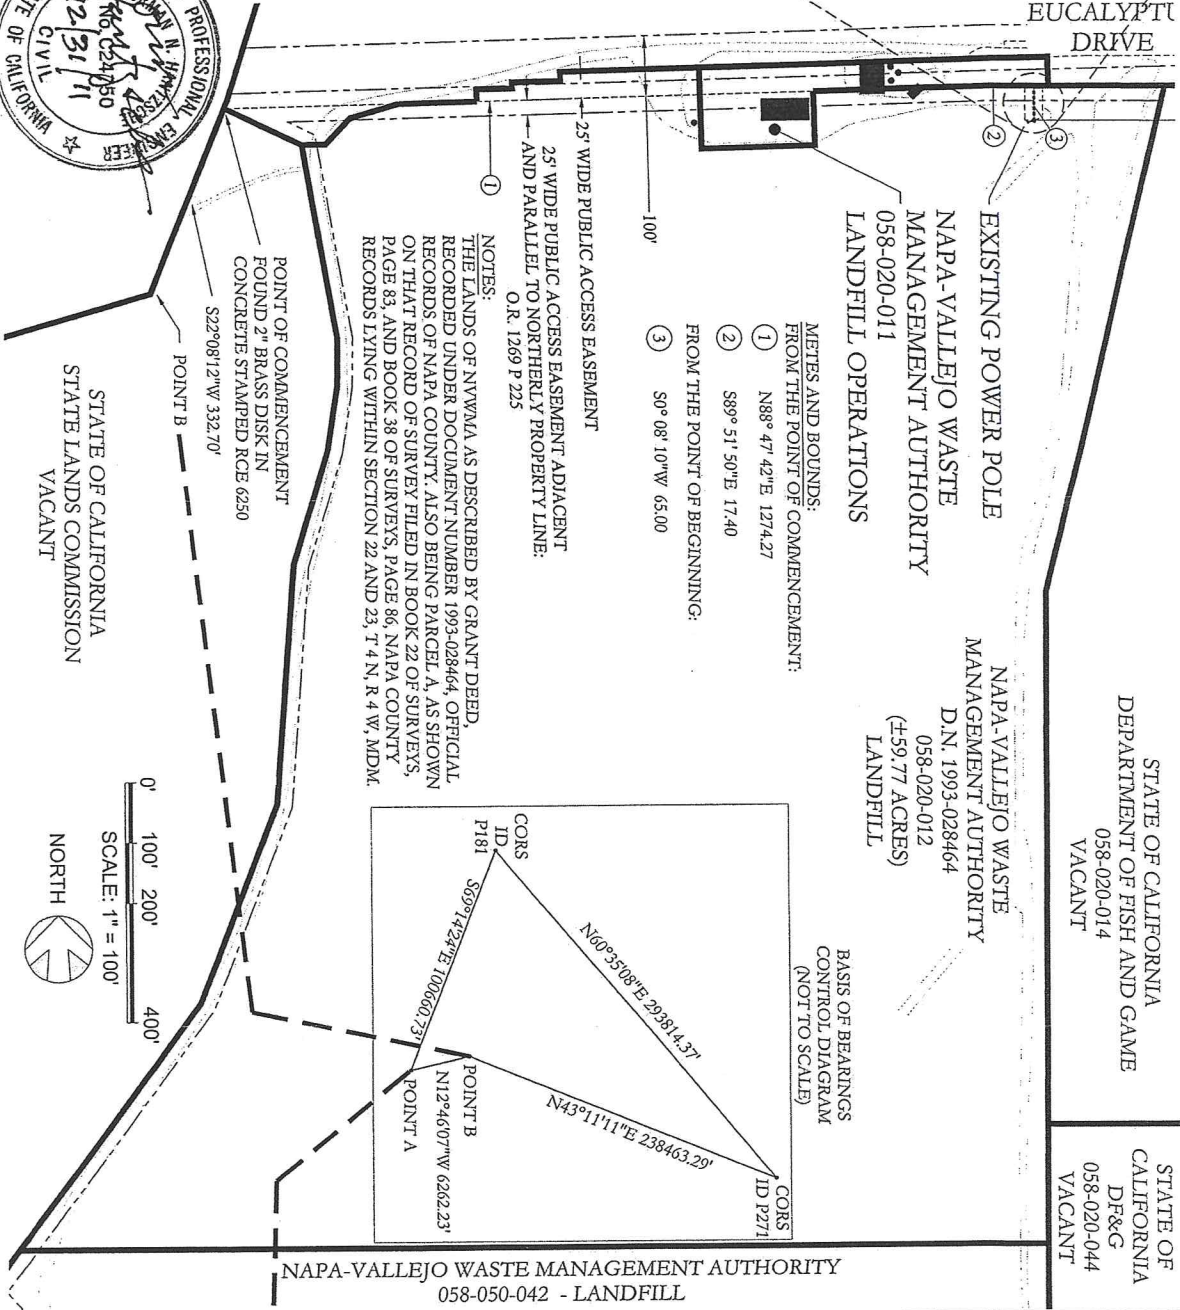 EUCALYPTU
DRIVE
PROFESSIONAL ENGINEER
No. C24750
12/31/11
CIVIL
STATE OF CALIFORNIA
STATE OF CALIFORNIA
DEPARTMENT OF FISH AND GAME
058-020-014
VACANT
STATE OF
CALIFORNIA
DF&G
058-020-044
VACANT
EXISTING POWER POLE
NAPA-VALLEJO WASTE
MANAGEMENT AUTHORITY
058-020-011
LANDFILL OPERATIONS
NAPA-VALLEJO WASTE
MANAGEMENT AUTHORITY
D.N. 1993-028464
058-020-012
(±59.77 ACRES)
LANDFILL
3
2
100'
25' WIDE PUBLIC ACCESS EASEMENT
25' WIDE PUBLIC ACCESS EASEMENT ADJACENT
AND PARALLEL TO NORTHERLY PROPERTY LINE:
O.R. 1269 P 225
1
METES AND BOUNDS:
FROM THE POINT OF COMMENCEMENT:
1 N88° 47' 42"E 1274.27
2 S89° 51' 50"E 17.40
FROM THE POINT OF BEGINNING:
3 S0° 08' 10"W 65.00
NOTES:
THE LANDS OF NVWMA AS DESCRIBED BY GRANT DEED,
RECORDED UNDER DOCUMENT NUMBER 1993-028464, OFFICIAL
RECORDS OF NAPA COUNTY. ALSO BEING PARCEL A, AS SHOWN
ON THAT RECORD OF SURVEY FILED IN BOOK 22 OF SURVEYS,
PAGE 83, AND BOOK 38 OF SURVEYS, PAGE 86, NAPA COUNTY
RECORDS LYING WITHIN SECTION 22 AND 23, T 4 N, R 4 W, MDM.
BASIS OF BEARINGS
CONTROL DIAGRAM
(NOT TO SCALE)
CORS
ID
P181
N60°35'08"E 293814.37'
S69°14'24"E 100660.73'
N43°11'11"E 238463.29'
CORS
ID P271
POINT B
N12°46'07"W 6262.23'
POINT A
POINT OF COMMENCEMENT
FOUND 2" BRASS DISK IN
CONCRETE STAMPED RCE 6250
S22°08'12"W 332.70'
POINT B
STATE OF CALIFORNIA
STATE LANDS COMMISSION
VACANT
0' 100' 200' 400'
SCALE: 1" = 100'
NORTH
NAPA-VALLEJO WASTE MANAGEMENT AUTHORITY
058-050-042 - LANDFILL